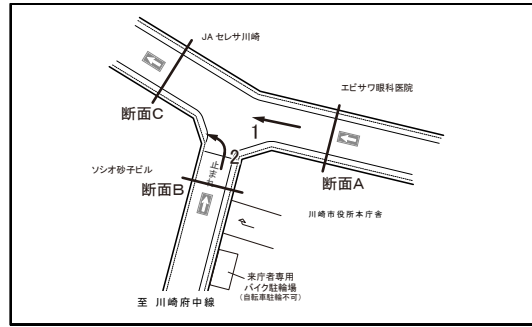 JAセレサ川崎
エビサワ眼科医院
断面C
1
2
止まれ
ソシオ砂子ビル
断面B
断面A
川崎市役所本庁舎
来庁者専用
バイク駐輪場
(自転車駐輪不可)
至 川崎府中線